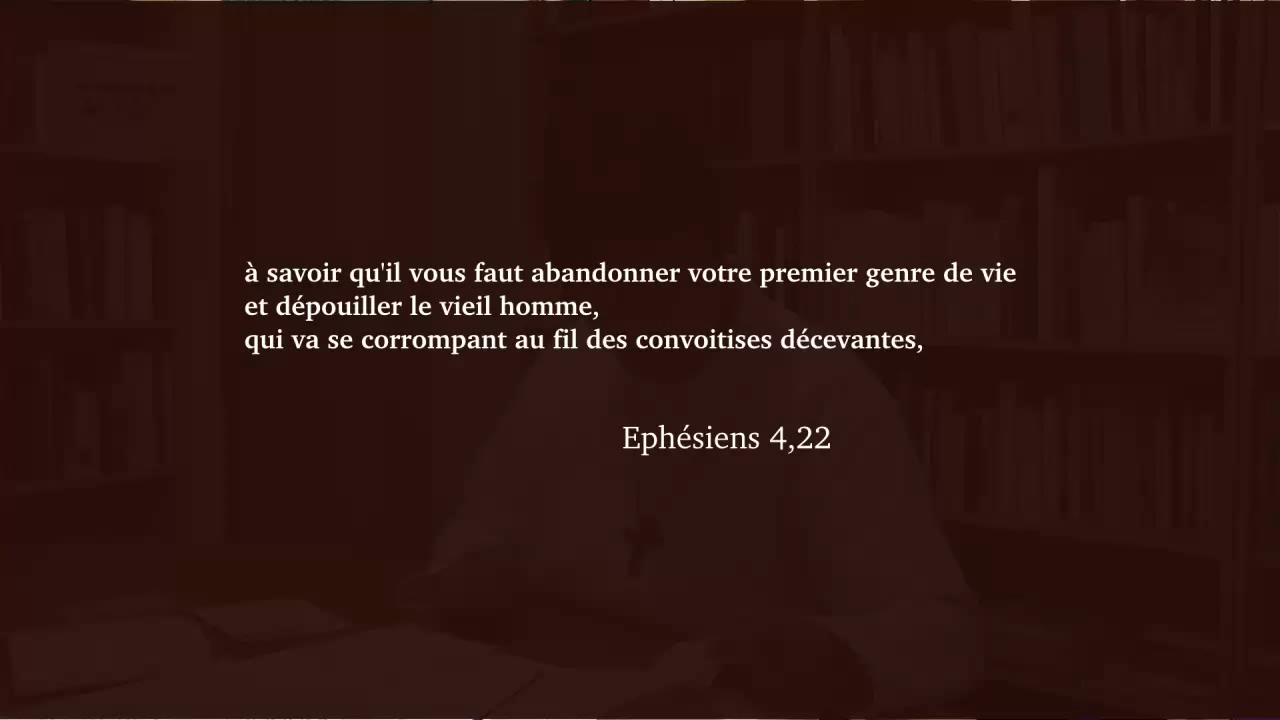 à savoir qu'il vous faut abandonner votre premier genre de vie
et dépouiller le vieil homme,
qui va se corrompant au fil des convoitises décevantes,
Ephésiens 4,22